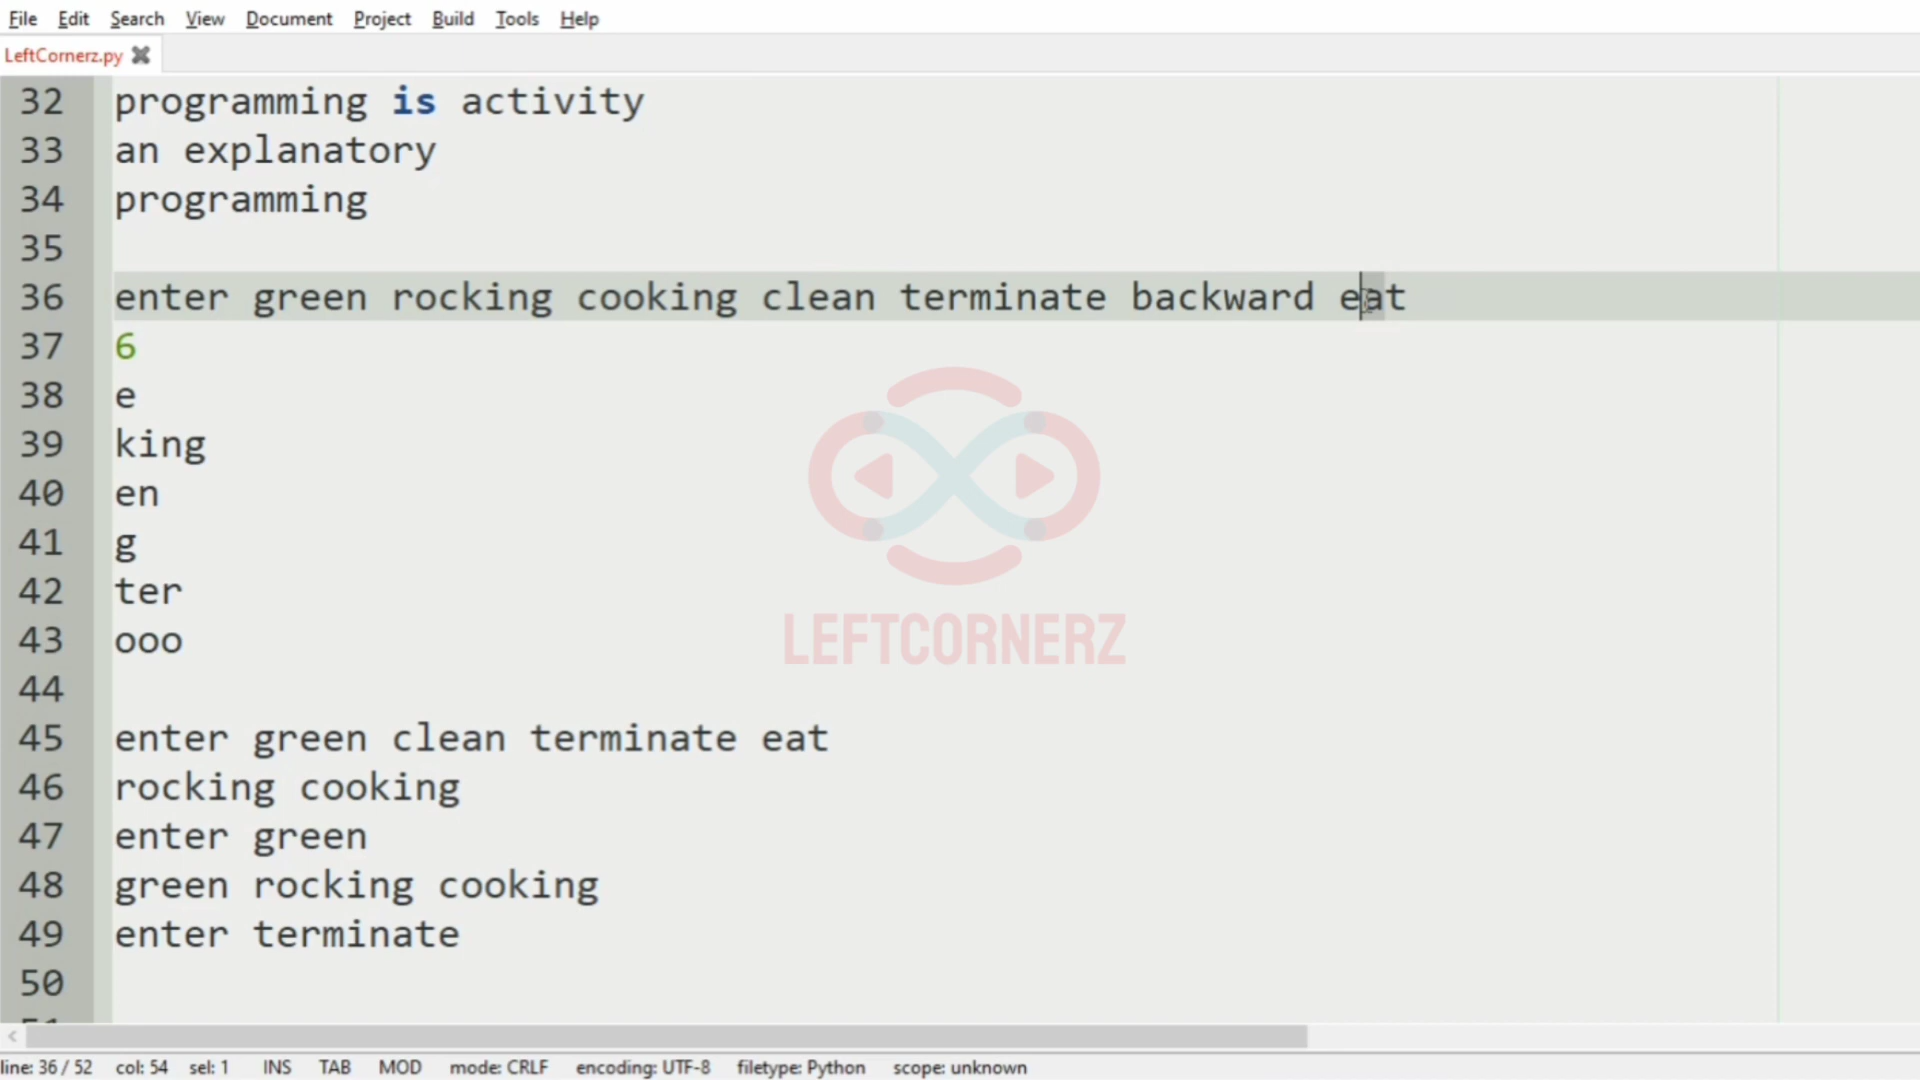 File Edit Search View Document Project Build Tools Help
LeftCornerz.py
32 programming is activity
33 an explanatory
34 programming
35
36 enter green rocking cooking clean terminate backward eat
37 6
38 e
39 king
40 en
41 g
42 ter
43 ooo
44
45 enter green clean terminate eat
46 rocking cooking
47 enter green
48 green rocking cooking
49 enter terminate
50
LEFTCORNERZ
line: 36 / 52 col: 54 sel: 1 INS TAB MOD mode: CRLF encoding: UTF-8 filetype: Python scope: unknown